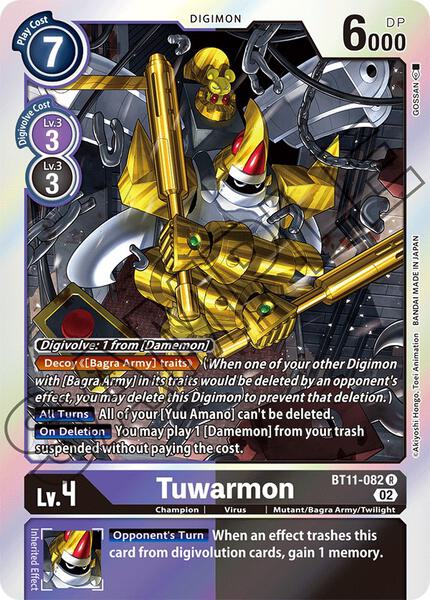 DIGIMON
Play Cost
7
6000
DP
Digivolve Cost
Lv.3
3
Lv.3
3
GOSSAN
©Akiyoshi Hongo, Toei Animation BANDAI MADE IN JAPAN
Digivolve: 1 from [Damemon]
Decoy 《[Bagra Army] traits》 (When one of your other Digimon
with [Bagra Army] in its traits would be deleted by an opponent's
effect, you may delete this Digimon to prevent that deletion.)
All Turns All of your [Yuu Amano] can't be deleted.
On Deletion You may play 1 [Damemon] from your trash
suspended without paying the cost.
Lv.4
Tuwarmon
BT11-082 R
02
Champion | Virus | Mutant/Bagra Army/Twilight
Inherited Effect
Opponent's Turn When an effect trashes this
card from digivolution cards, gain 1 memory.